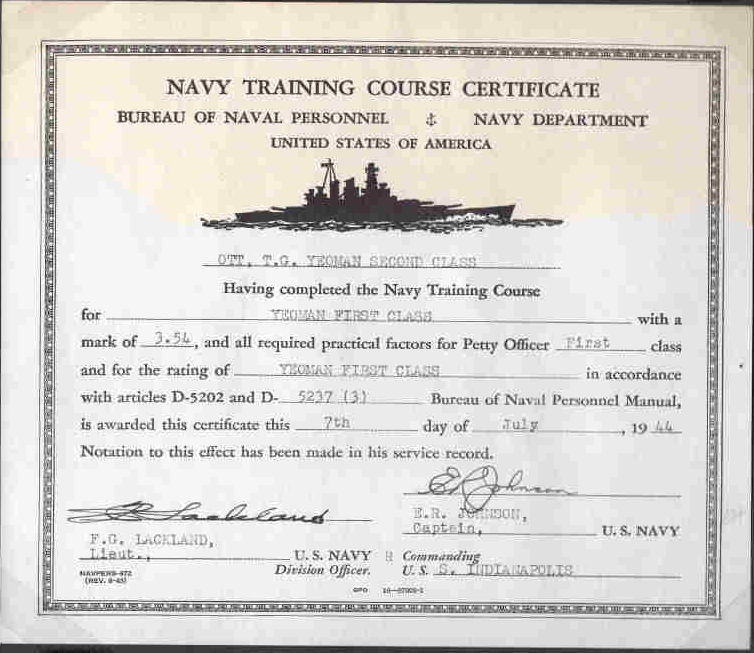 NAVY TRAINING COURSE CERTIFICATE
BUREAU OF NAVAL PERSONNEL ⚓ NAVY DEPARTMENT
UNITED STATES OF AMERICA
OTT, T.G. YEOMAN SECOND CLASS
Having completed the Navy Training Course
for YEOMAN FIRST CLASS with a
mark of 3.54, and all required practical factors for Petty Officer First class
and for the rating of YEOMAN FIRST CLASS in accordance
with articles D-5202 and D- 5237 (3) Bureau of Naval Personnel Manual,
is awarded this certificate this 7th day of July, 1944
Notation to this effect has been made in his service record.
E.R. Johnson
F.G. Lackland
E.R. JOHNSON,
Captain, U. S. NAVY
F.G. LACKLAND,
Lieut., U. S. NAVY
Commanding
Division Officer.
U. S. S. INDIANAPOLIS
NAVPERS-672
GPO